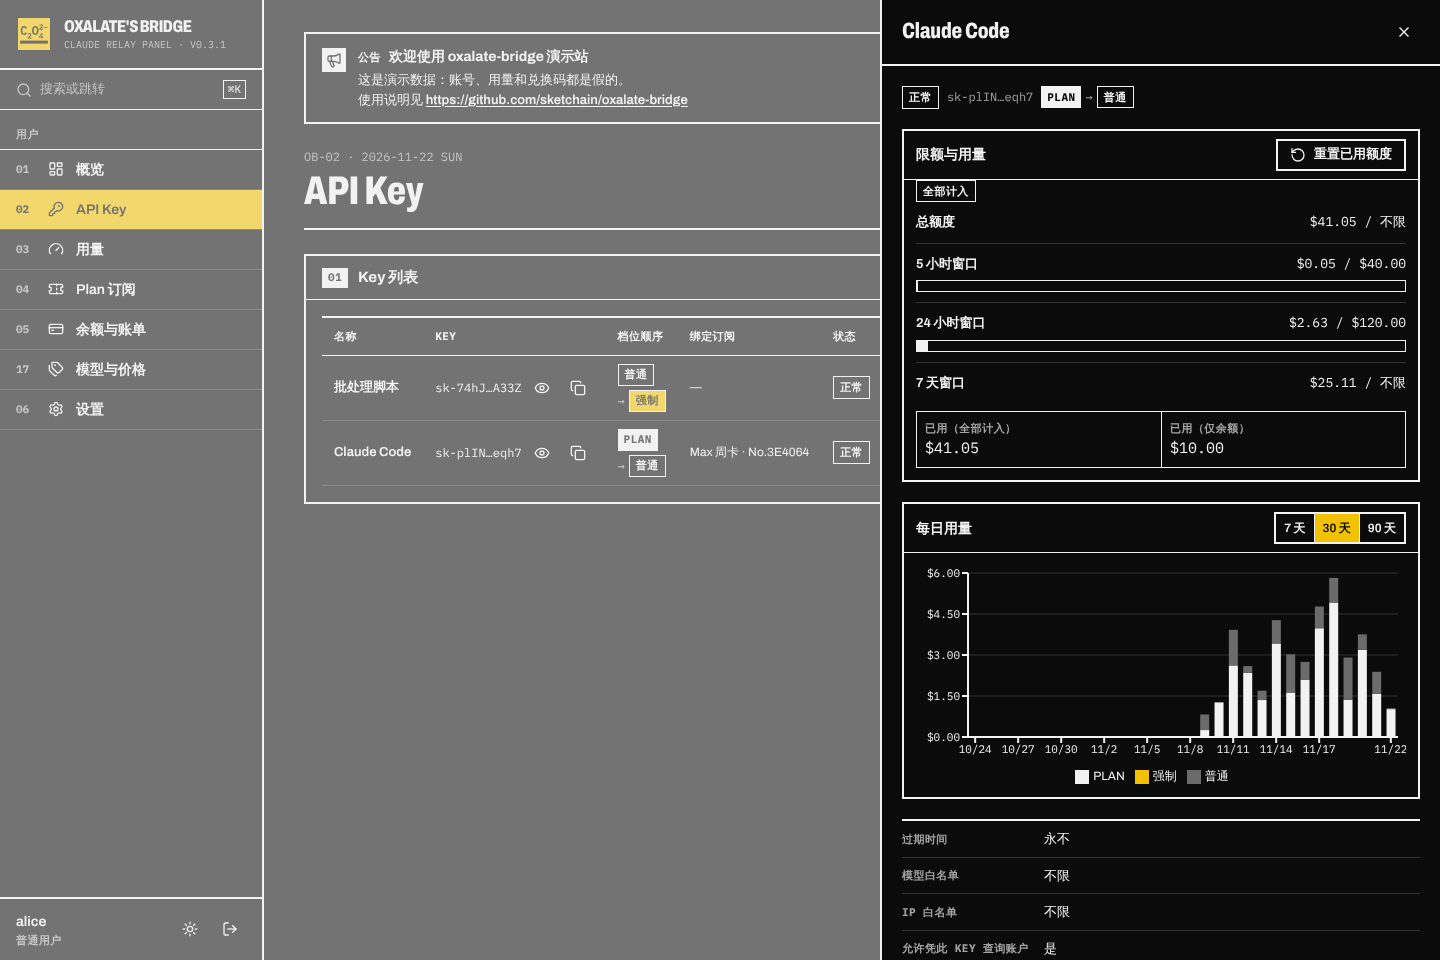 C₂O₄²⁻
OXALATE'S BRIDGE
CLAUDE RELAY PANEL · V0.3.1
搜索或跳转 ⌘K
用户
01 概览
02 API Key
03 用量
04 Plan 订阅
05 余额与账单
17 模型与价格
06 设置
alice
普通用户
公告 欢迎使用 oxalate-bridge 演示站
这是演示数据：账号、用量和兑换码都是假的。
使用说明见 https://github.com/sketchain/oxalate-bridge
OB-02 · 2026-11-22 SUN
API Key
01 Key 列表
名称 KEY 档位顺序 绑定订阅 状态
批处理脚本 sk-74hJ…A33Z 普通 → 强制 — 正常
Claude Code sk-plIN…eqh7 PLAN → 普通 Max 周卡 · No.3E4064 正常
Claude Code
正常 sk-plIN…eqh7 PLAN → 普通
限额与用量 重置已用额度
全部计入
总额度 $41.05 / 不限
5 小时窗口 $0.05 / $40.00
24 小时窗口 $2.63 / $120.00
7 天窗口 $25.11 / 不限
已用（全部计入） 已用（仅余额）
$41.05 $10.00
每日用量 7 天 30 天 90 天
$6.00
$4.50
$3.00
$1.50
$0.00
10/24 10/27 10/30 11/2 11/5 11/8 11/11 11/14 11/17 11/22
PLAN 强制 普通
过期时间 永不
模型白名单 不限
IP 白名单 不限
允许凭此 KEY 查询账户 是